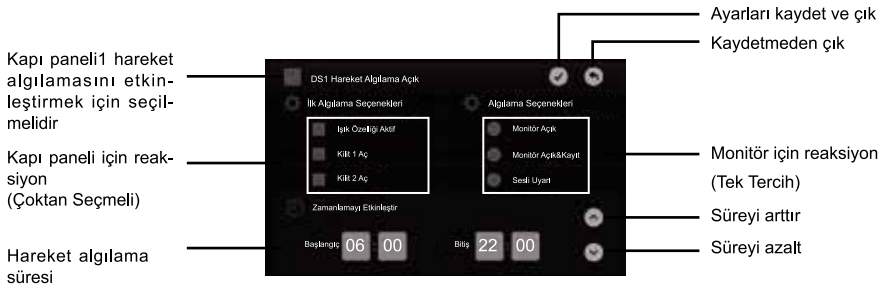 Ayarları kaydet ve çık
Kaydetmeden çık
Kapı paneli1 hareket
algılamasını etkin-
leştirmek için seçil-
melidir
Kapı paneli için reak-
siyon
(Çoktan Seçmeli)
Hareket algılama
süresi
DS1 Hareket Algılama Açık
İlk Algılama Seçenekleri
Işık Özelliği Aktif
Kilit 1 Aç
Kilit 2 Aç
Algılama Seçenekleri
Monitör Açık
Monitör Açık&Kayıt
Sesli Uyarı
Zamanlamayı Etkinleştir
Başlangıç 06 00
Bitiş 22 00
Monitör için reaksiyon
(Tek Tercih)
Süreyi arttır
Süreyi azalt